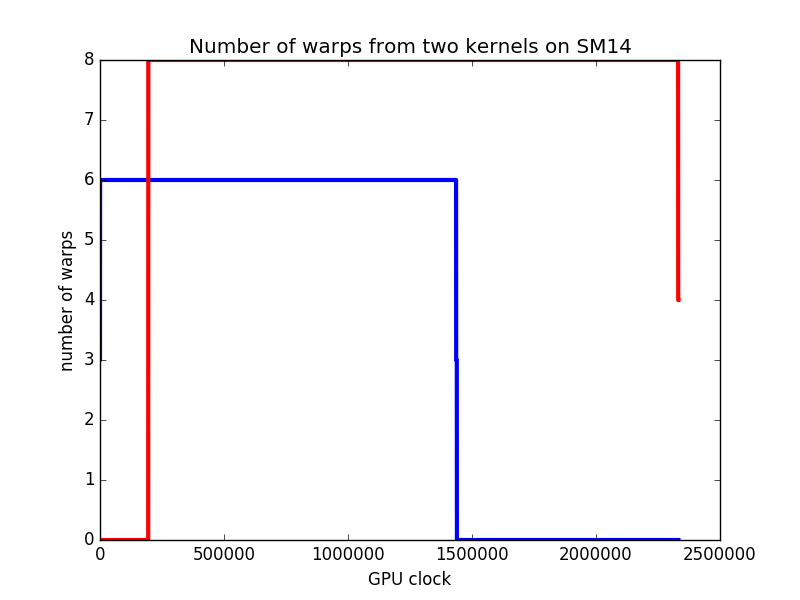 Number of warps from two kernels on SM14
8
7
6
5
4
3
2
1
0
number of warps
0 500000 1000000 1500000 2000000 2500000
GPU clock